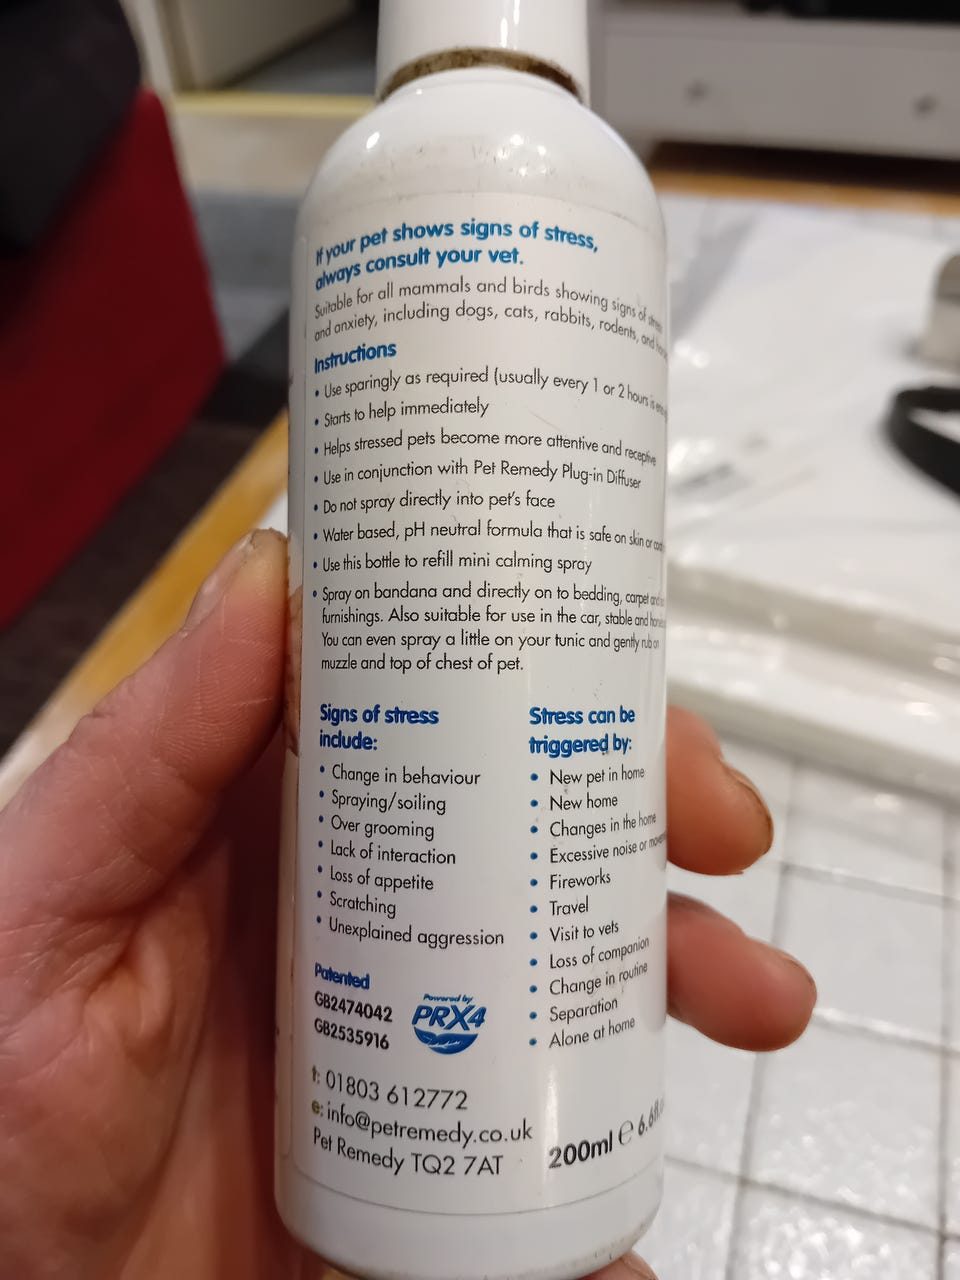 If your pet shows signs of stress,
always consult your vet.
Suitable for all mammals and birds showing signs of
and anxiety, including dogs, cats, rabbits, rodents, and
Instructions
• Use sparingly as required (usually every 1 or 2 hours is
• Starts to help immediately
• Helps stressed pets become more attentive and receptive
• Use in conjunction with Pet Remedy Plug-in Diffuser
• Do not spray directly into pet's face
• Water based, pH neutral formula that is safe on skin or
• Use this bottle to refill mini calming spray
• Spray on bandana and directly on to bedding, carpet and
furnishings. Also suitable for use in the car, stable and
You can even spray a little on your tunic and gently rub on
muzzle and top of chest of pet.
Signs of stress
include:
• Change in behaviour
• Spraying/soiling
• Over grooming
• Lack of interaction
• Loss of appetite
• Scratching
• Unexplained aggression
Stress can be
triggered by:
• New pet in home
• New home
• Changes in the home
• Excessive noise or
• Fireworks
• Travel
• Visit to vets
• Loss of companion
• Change in routine
• Separation
• Alone at home
Patented
GB2474042
GB2535916
Powered by
PRX4
t: 01803 612772
e: info@petremedy.co.uk
Pet Remedy TQ2 7AT
200ml e 6.6fl